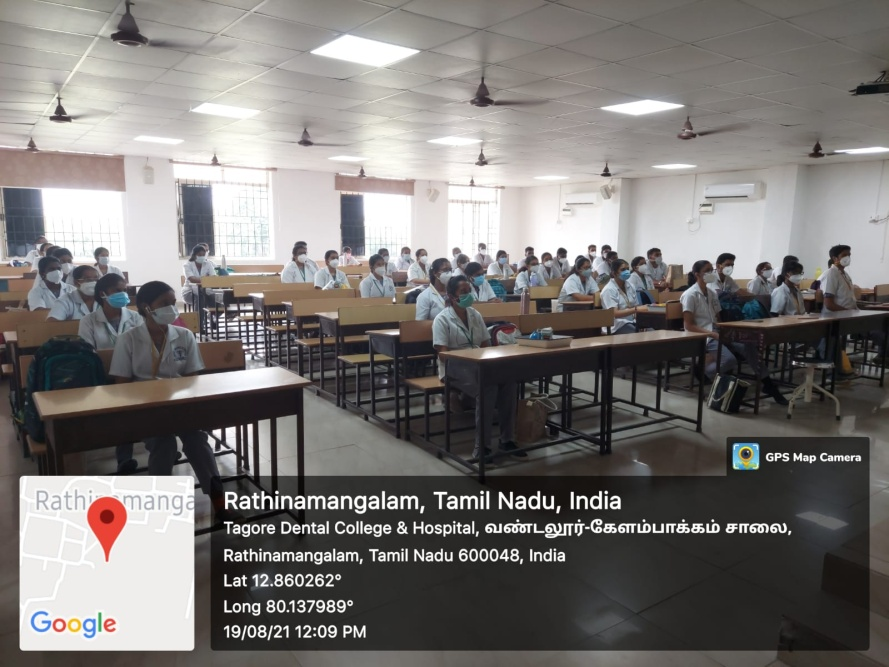 GPS Map Camera
Rathinamanga
Google
Rathinamangalam, Tamil Nadu, India
Tagore Dental College & Hospital, வண்டலூர்-கேளம்பாக்கம் சாலை,
Rathinamangalam, Tamil Nadu 600048, India
Lat 12.860262°
Long 80.137989°
19/08/21 12:09 PM